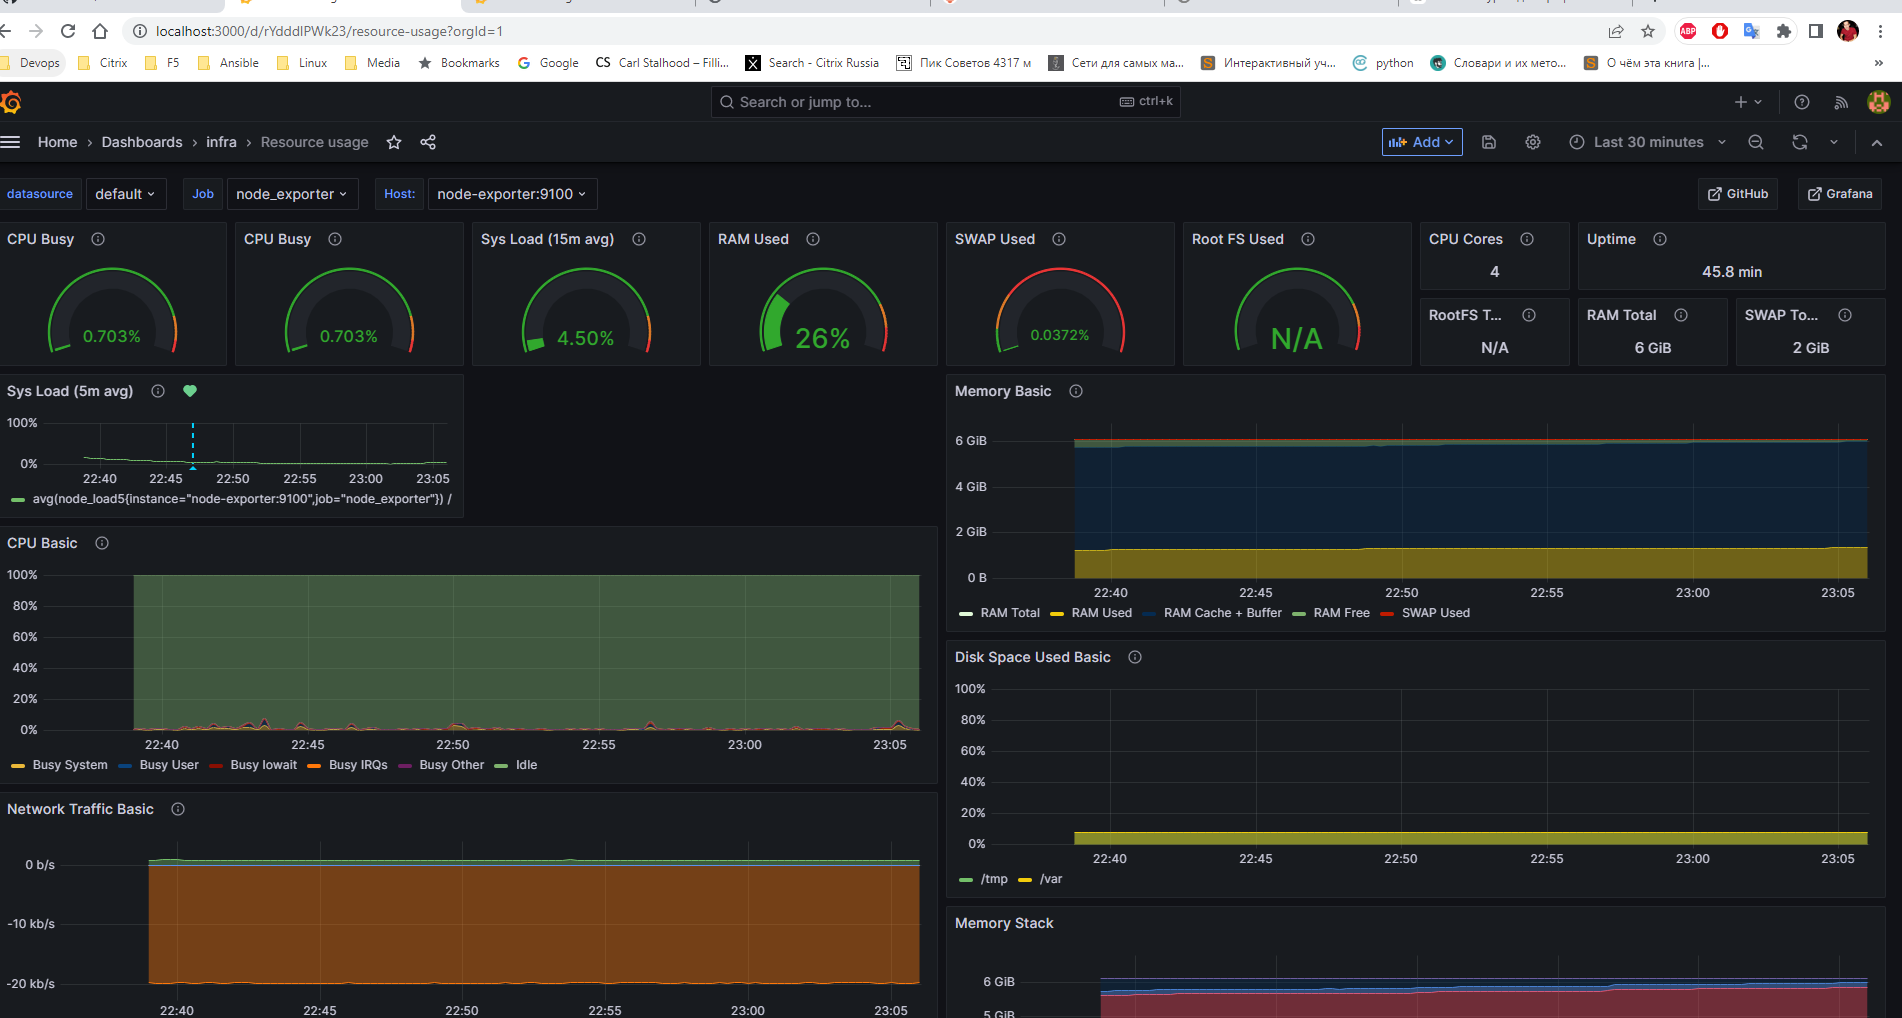 localhost:3000/d/rYdddlPWk23/resource-usage?orgId=1
ABP
Devops Citrix F5 Ansible Linux Media Bookmarks Google CS Carl Stalhood – Filli... Search - Citrix Russia Пик Советов 4317 м Сети для самых ма... Интерактивный уч... python Словари и их мето... О чём эта книга |... »
Search or jump to... ctrl+k
Home › Dashboards › infra › Resource usage Add Last 30 minutes
datasource default Job node_exporter Host: node-exporter:9100 GitHub Grafana
CPU Busy
0.703%
CPU Busy
0.703%
Sys Load (15m avg)
4.50%
RAM Used
26%
SWAP Used
0.0372%
Root FS Used
N/A
CPU Cores
4
Uptime
45.8 min
RootFS T...
N/A
RAM Total
6 GiB
SWAP To...
2 GiB
Sys Load (5m avg)
100%
0%
22:40 22:45 22:50 22:55 23:00 23:05
avg(node_load5{instance="node-exporter:9100",job="node_exporter"}) /
Memory Basic
6 GiB
4 GiB
2 GiB
0 B
22:40 22:45 22:50 22:55 23:00 23:05
RAM Total RAM Used RAM Cache + Buffer RAM Free SWAP Used
CPU Basic
100%
80%
60%
40%
20%
0%
22:40 22:45 22:50 22:55 23:00 23:05
Busy System Busy User Busy Iowait Busy IRQs Busy Other Idle
Disk Space Used Basic
100%
80%
60%
40%
20%
0%
22:40 22:45 22:50 22:55 23:00 23:05
/tmp /var
Network Traffic Basic
0 b/s
-10 kb/s
-20 kb/s
22:40 22:45 22:50 22:55 23:00 23:05
Memory Stack
6 GiB
5 GiB